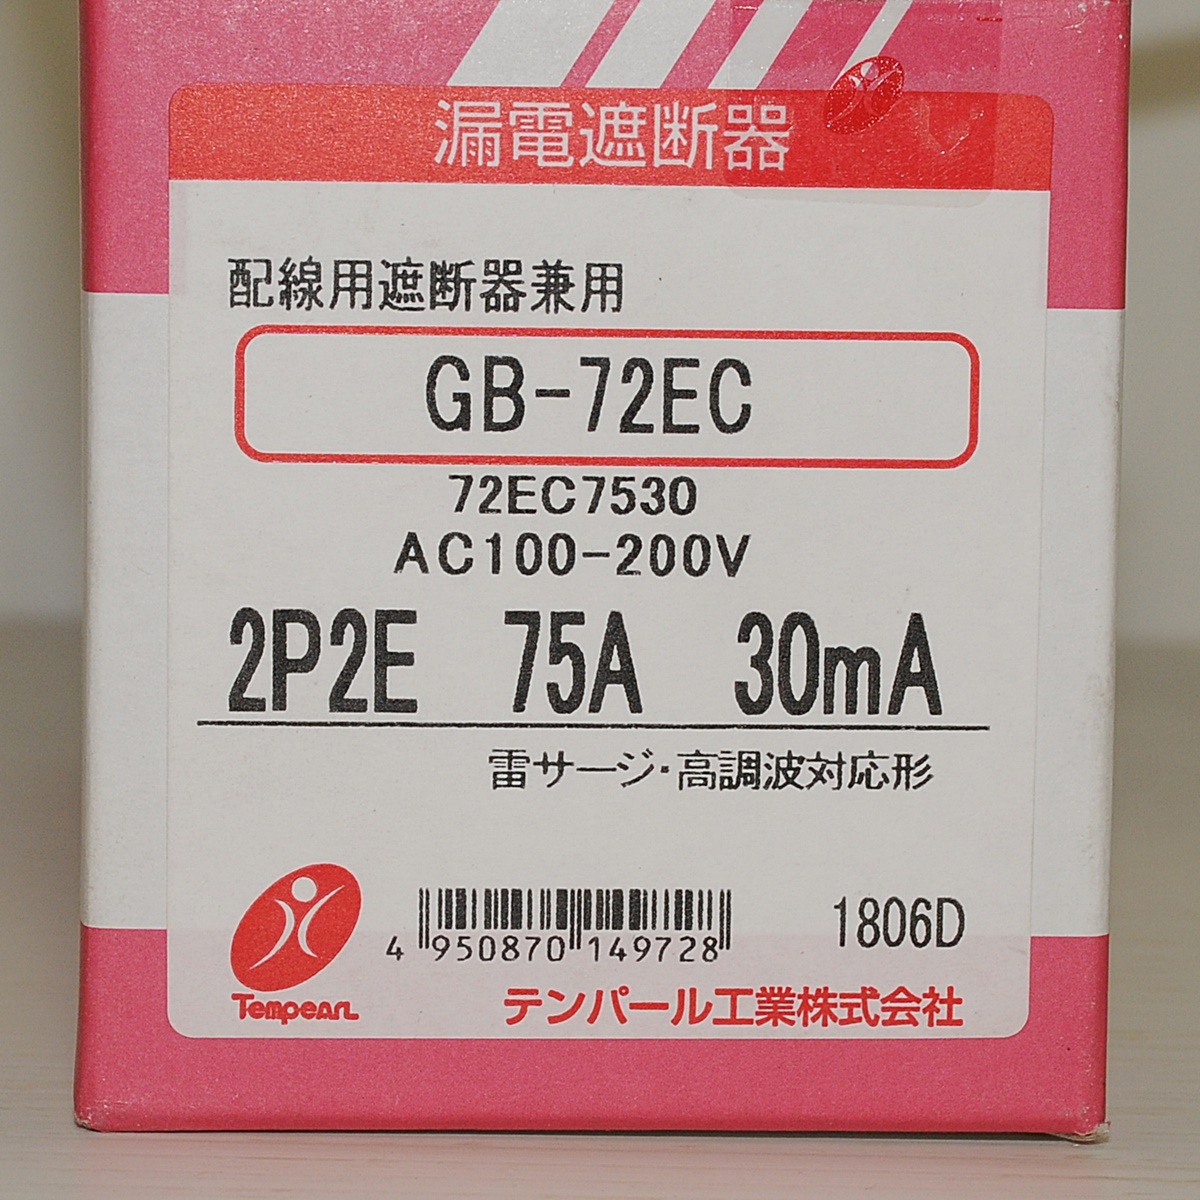 漏電遮断器
配線用遮断器兼用
GB-72EC
72EC7530
AC100-200V
2P2E 75A 30mA
雷サージ・高調波対応形
4 950870 149728
1806D
Tempearl
テンパール工業株式会社